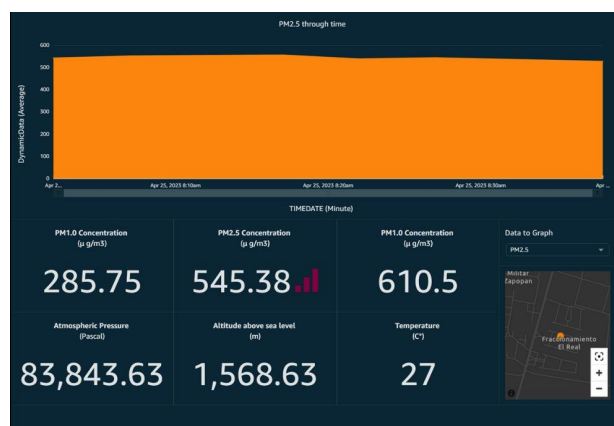 PM2.5 through time
DynamicData (Average)
600
500
400
300
200
100
0
Apr 2...
Apr 25, 2023 8:10am
Apr 25, 2023 8:20am
Apr 25, 2023 8:30am
Apr ...
TIMEDATE (Minute)
PM1.0 Concentration
(µ g/m3)
285.75
PM2.5 Concentration
(µ g/m3)
545.38
PM1.0 Concentration
(µ g/m3)
610.5
Data to Graph
PM2.5
Atmospheric Pressure
(Pascal)
83,843.63
Altitude above sea level
(m)
1,568.63
Temperature
(C°)
27
Militar
Zapopan
Fraccionamiento
El Real
+
−